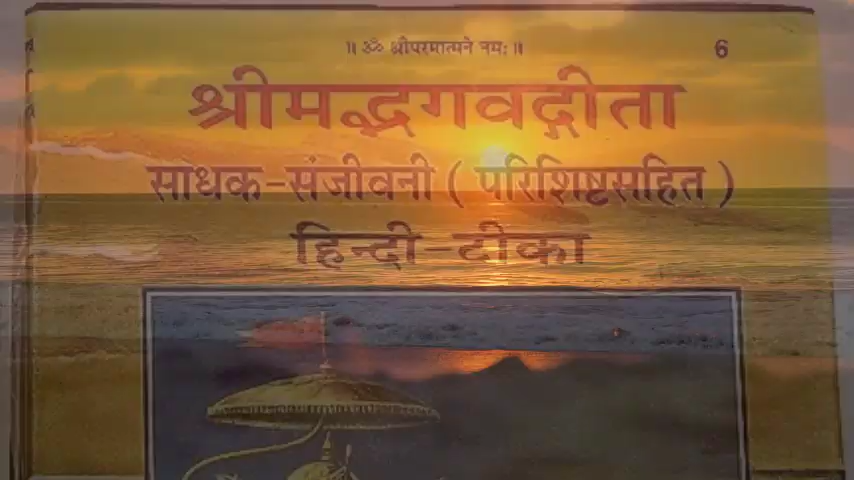 ॥ ॐ श्रीपरमात्मने नमः ॥ 6
श्रीमद्भगवद्गीता
साधक-संजीवनी ( परिशिष्टसहित )
हिन्दी-टीका